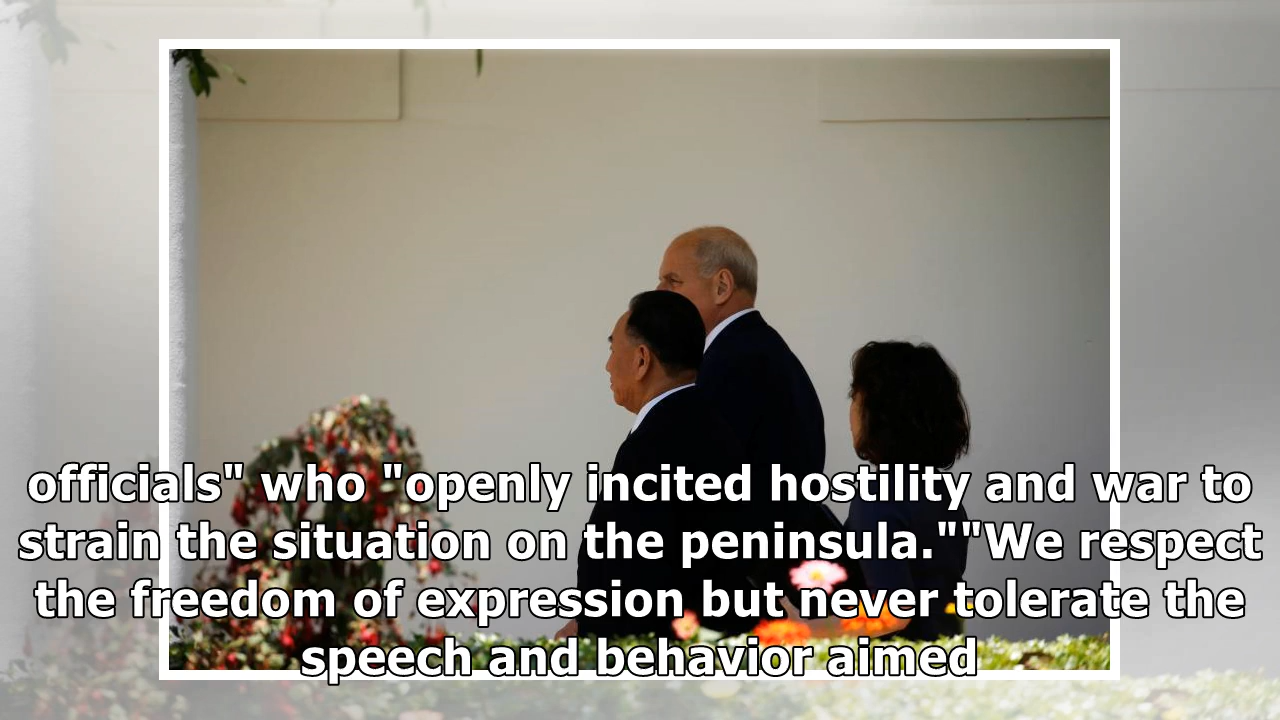 officials" who "openly incited hostility and war to
strain the situation on the peninsula.""We respect
the freedom of expression but never tolerate the
speech and behavior aimed